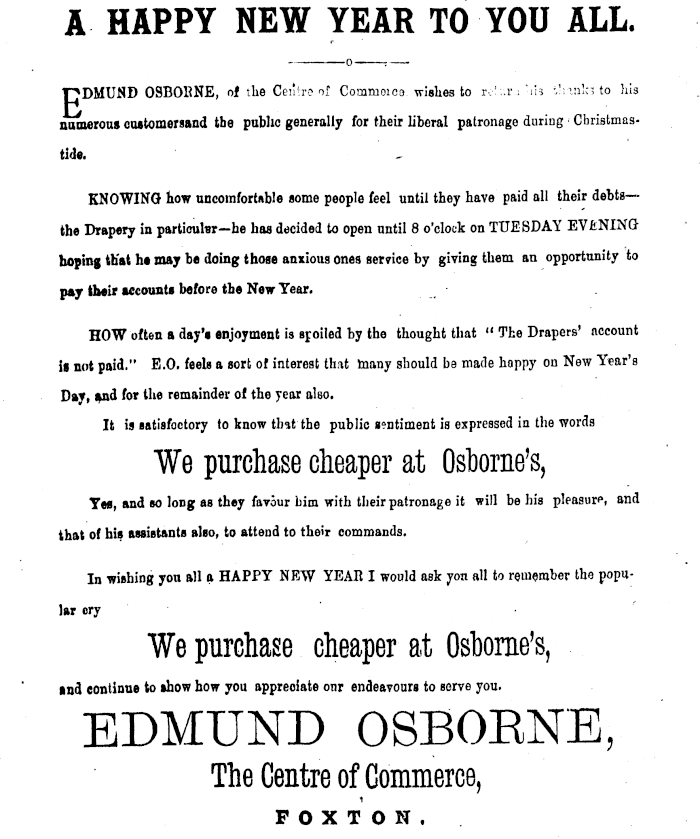 A HAPPY NEW YEAR TO YOU ALL.
EDMUND OSBORNE, of the Centre of Commerce wishes to return his thanks to his
numerous customersand the public generally for their liberal patronage during Christmas-
tide.
KNOWING how uncomfortable some people feel until they have paid all their debts—
the Drapery in particular—he has decided to open until 8 o'clock on TUESDAY EVENING
hoping that he may be doing those anxious ones service by giving them an opportunity to
pay their accounts before the New Year.
HOW often a day's enjoyment is spoiled by the thought that “ The Drapers' account
is not paid.” E.O. feels a sort of interest that many should be made happy on New Year's
Day, and for the remainder of the year also.
It is satisfactory to know that the public sentiment is expressed in the words
We purchase cheaper at Osborne's,
Yes, and so long as they favour him with their patronage it will be his pleasure, and
that of his assistants also, to attend to their commands.
In wishing you all a HAPPY NEW YEAR I would ask yon all to remember the popu-
lar cry
We purchase cheaper at Osborne's,
and continue to show how you appreciate onr endeavours to serve you.
EDMUND OSBORNE,
The Centre of Commerce,
FOXTON.